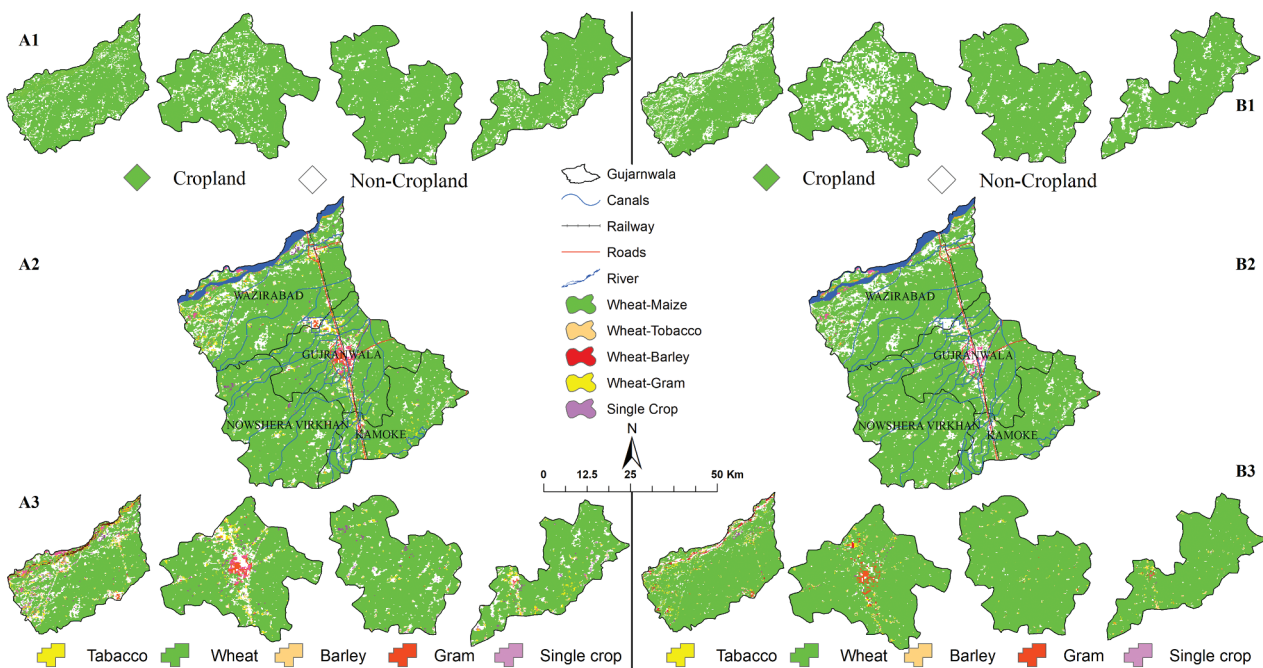 A1
B1
Cropland
Non-Cropland
Cropland
Non-Cropland
Gujarnwala
Canals
Railway
Roads
River
Wheat-Maize
Wheat-Tobacco
Wheat-Barley
Wheat-Gram
Single Crop
A2
WAZIRABAD
GUJRANWALA
NOWSHERA VIRKHAN
KAMOKE
B2
WAZIRABAD
GUJRANWALA
NOWSHERA VIRKHAN
KAMOKE
N
0 12.5 25 50 Km
A3
B3
Tabacco Wheat Barley Gram Single crop
Tabacco Wheat Barley Gram Single crop